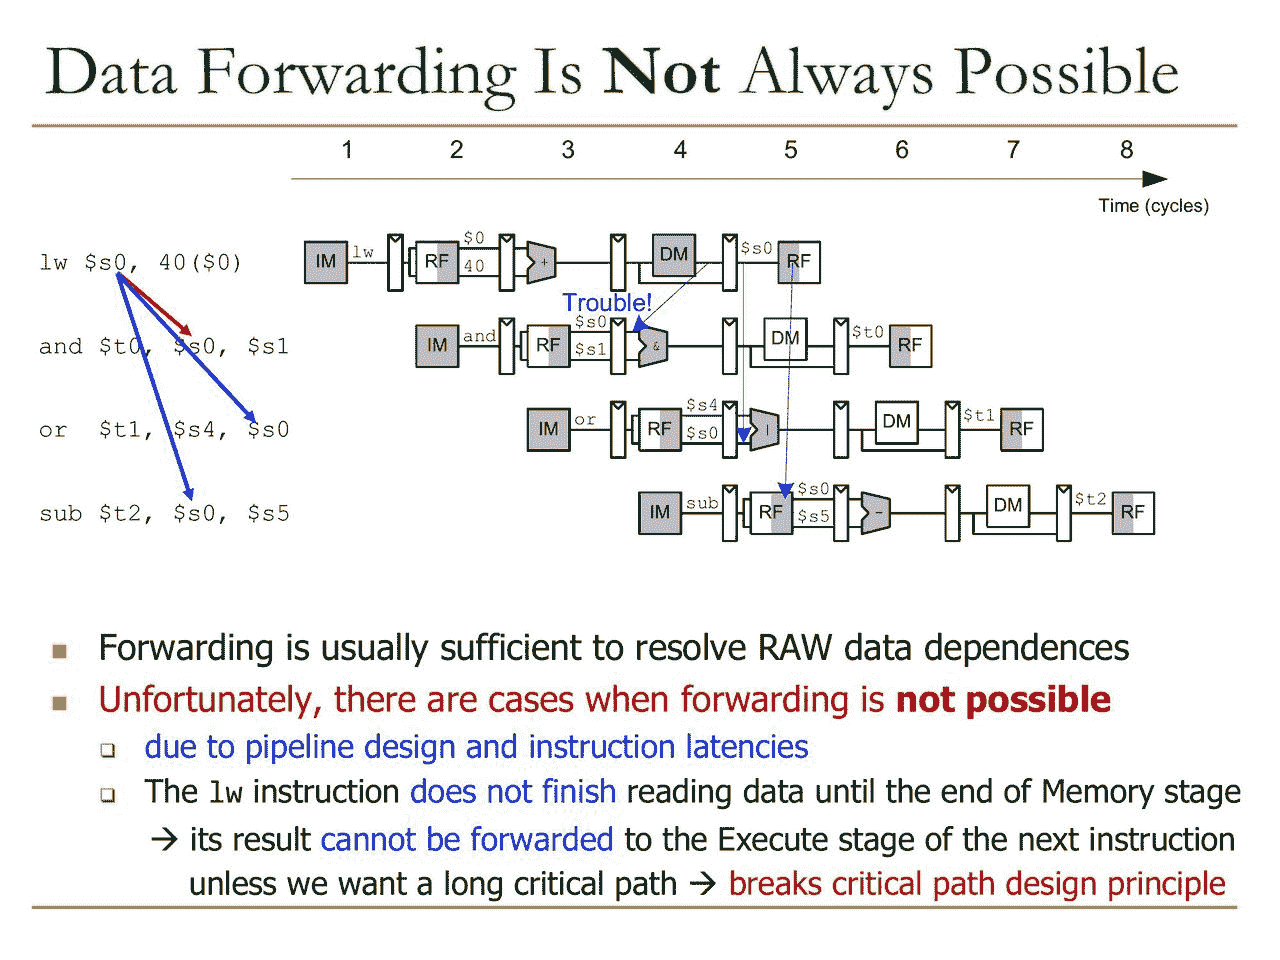 Data Forwarding Is Not Always Possible
1 2 3 4 5 6 7 8
Time (cycles)
lw $s0, 40($0)
IM lw RF $0 40 + DM $s0 RF
Trouble!
and $t0, $s0, $s1
IM and RF $s0 $s1 & DM $t0 RF
or $t1, $s4, $s0
IM or RF $s4 $s0 | DM $t1 RF
sub $t2, $s0, $s5
IM sub RF $s0 $s5 - DM $t2 RF
Forwarding is usually sufficient to resolve RAW data dependences
Unfortunately, there are cases when forwarding is not possible
due to pipeline design and instruction latencies
The lw instruction does not finish reading data until the end of Memory stage
→ its result cannot be forwarded to the Execute stage of the next instruction
unless we want a long critical path → breaks critical path design principle